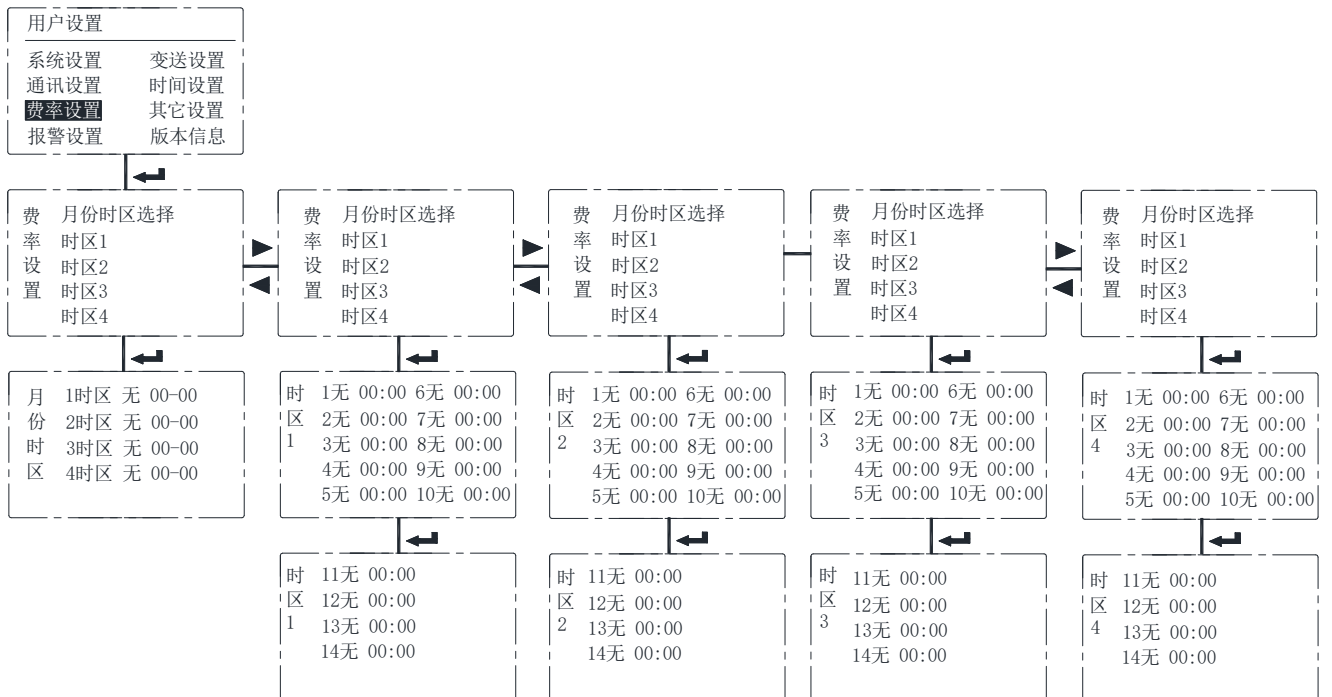 用户设置
系统设置 变送设置
通讯设置 时间设置
费率设置 其它设置
报警设置 版本信息
费率设置
月份时区选择
时区1
时区2
时区3
时区4
费率设置
月份时区选择
时区1
时区2
时区3
时区4
费率设置
月份时区选择
时区1
时区2
时区3
时区4
费率设置
月份时区选择
时区1
时区2
时区3
时区4
费率设置
月份时区选择
时区1
时区2
时区3
时区4
月份时区
1时区 无 00-00
2时区 无 00-00
3时区 无 00-00
4时区 无 00-00
时区1
1无 00:00 6无 00:00
2无 00:00 7无 00:00
3无 00:00 8无 00:00
4无 00:00 9无 00:00
5无 00:00 10无 00:00
时区2
1无 00:00 6无 00:00
2无 00:00 7无 00:00
3无 00:00 8无 00:00
4无 00:00 9无 00:00
5无 00:00 10无 00:00
时区3
1无 00:00 6无 00:00
2无 00:00 7无 00:00
3无 00:00 8无 00:00
4无 00:00 9无 00:00
5无 00:00 10无 00:00
时区4
1无 00:00 6无 00:00
2无 00:00 7无 00:00
3无 00:00 8无 00:00
4无 00:00 9无 00:00
5无 00:00 10无 00:00
时区1
11无 00:00
12无 00:00
13无 00:00
14无 00:00
时区2
11无 00:00
12无 00:00
13无 00:00
14无 00:00
时区3
11无 00:00
12无 00:00
13无 00:00
14无 00:00
时区4
11无 00:00
12无 00:00
13无 00:00
14无 00:00